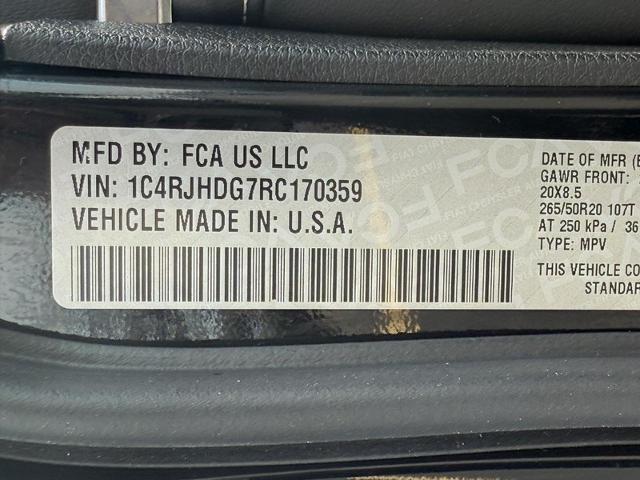 MFD BY: FCA US LLC
VIN: 1C4RJHDG7RC170359
VEHICLE MADE IN: U.S.A.
DATE OF MFR
GAWR FRONT:
20X8.5
265/50R20 107T
AT 250 kPa / 36
TYPE: MPV
THIS VEHICLE
STANDAR